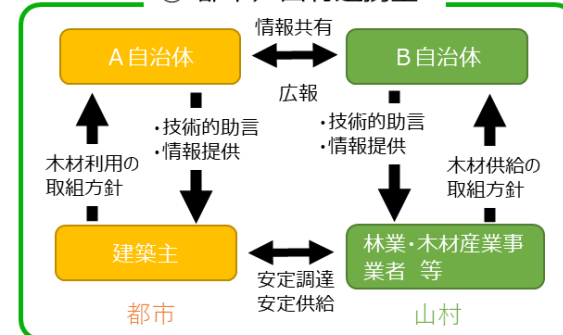 A自治体
情報共有
広報
B自治体
・技術的助言
・情報提供
・技術的助言
・情報提供
木材利用の
取組方針
木材供給の
取組方針
建築主
安定調達
安定供給
林業・木材産業事
業者 等
都市
山村